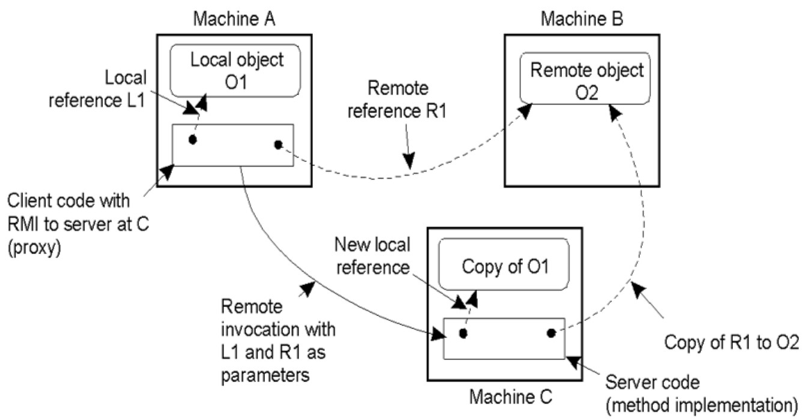 Machine A
Machine B
Local object
O1
Remote object
O2
Local
reference L1
Remote
reference R1
Client code with
RMI to server at C
(proxy)
New local
reference
Copy of O1
Remote
invocation with
L1 and R1 as
parameters
Copy of R1 to O2
Server code
(method implementation)
Machine C